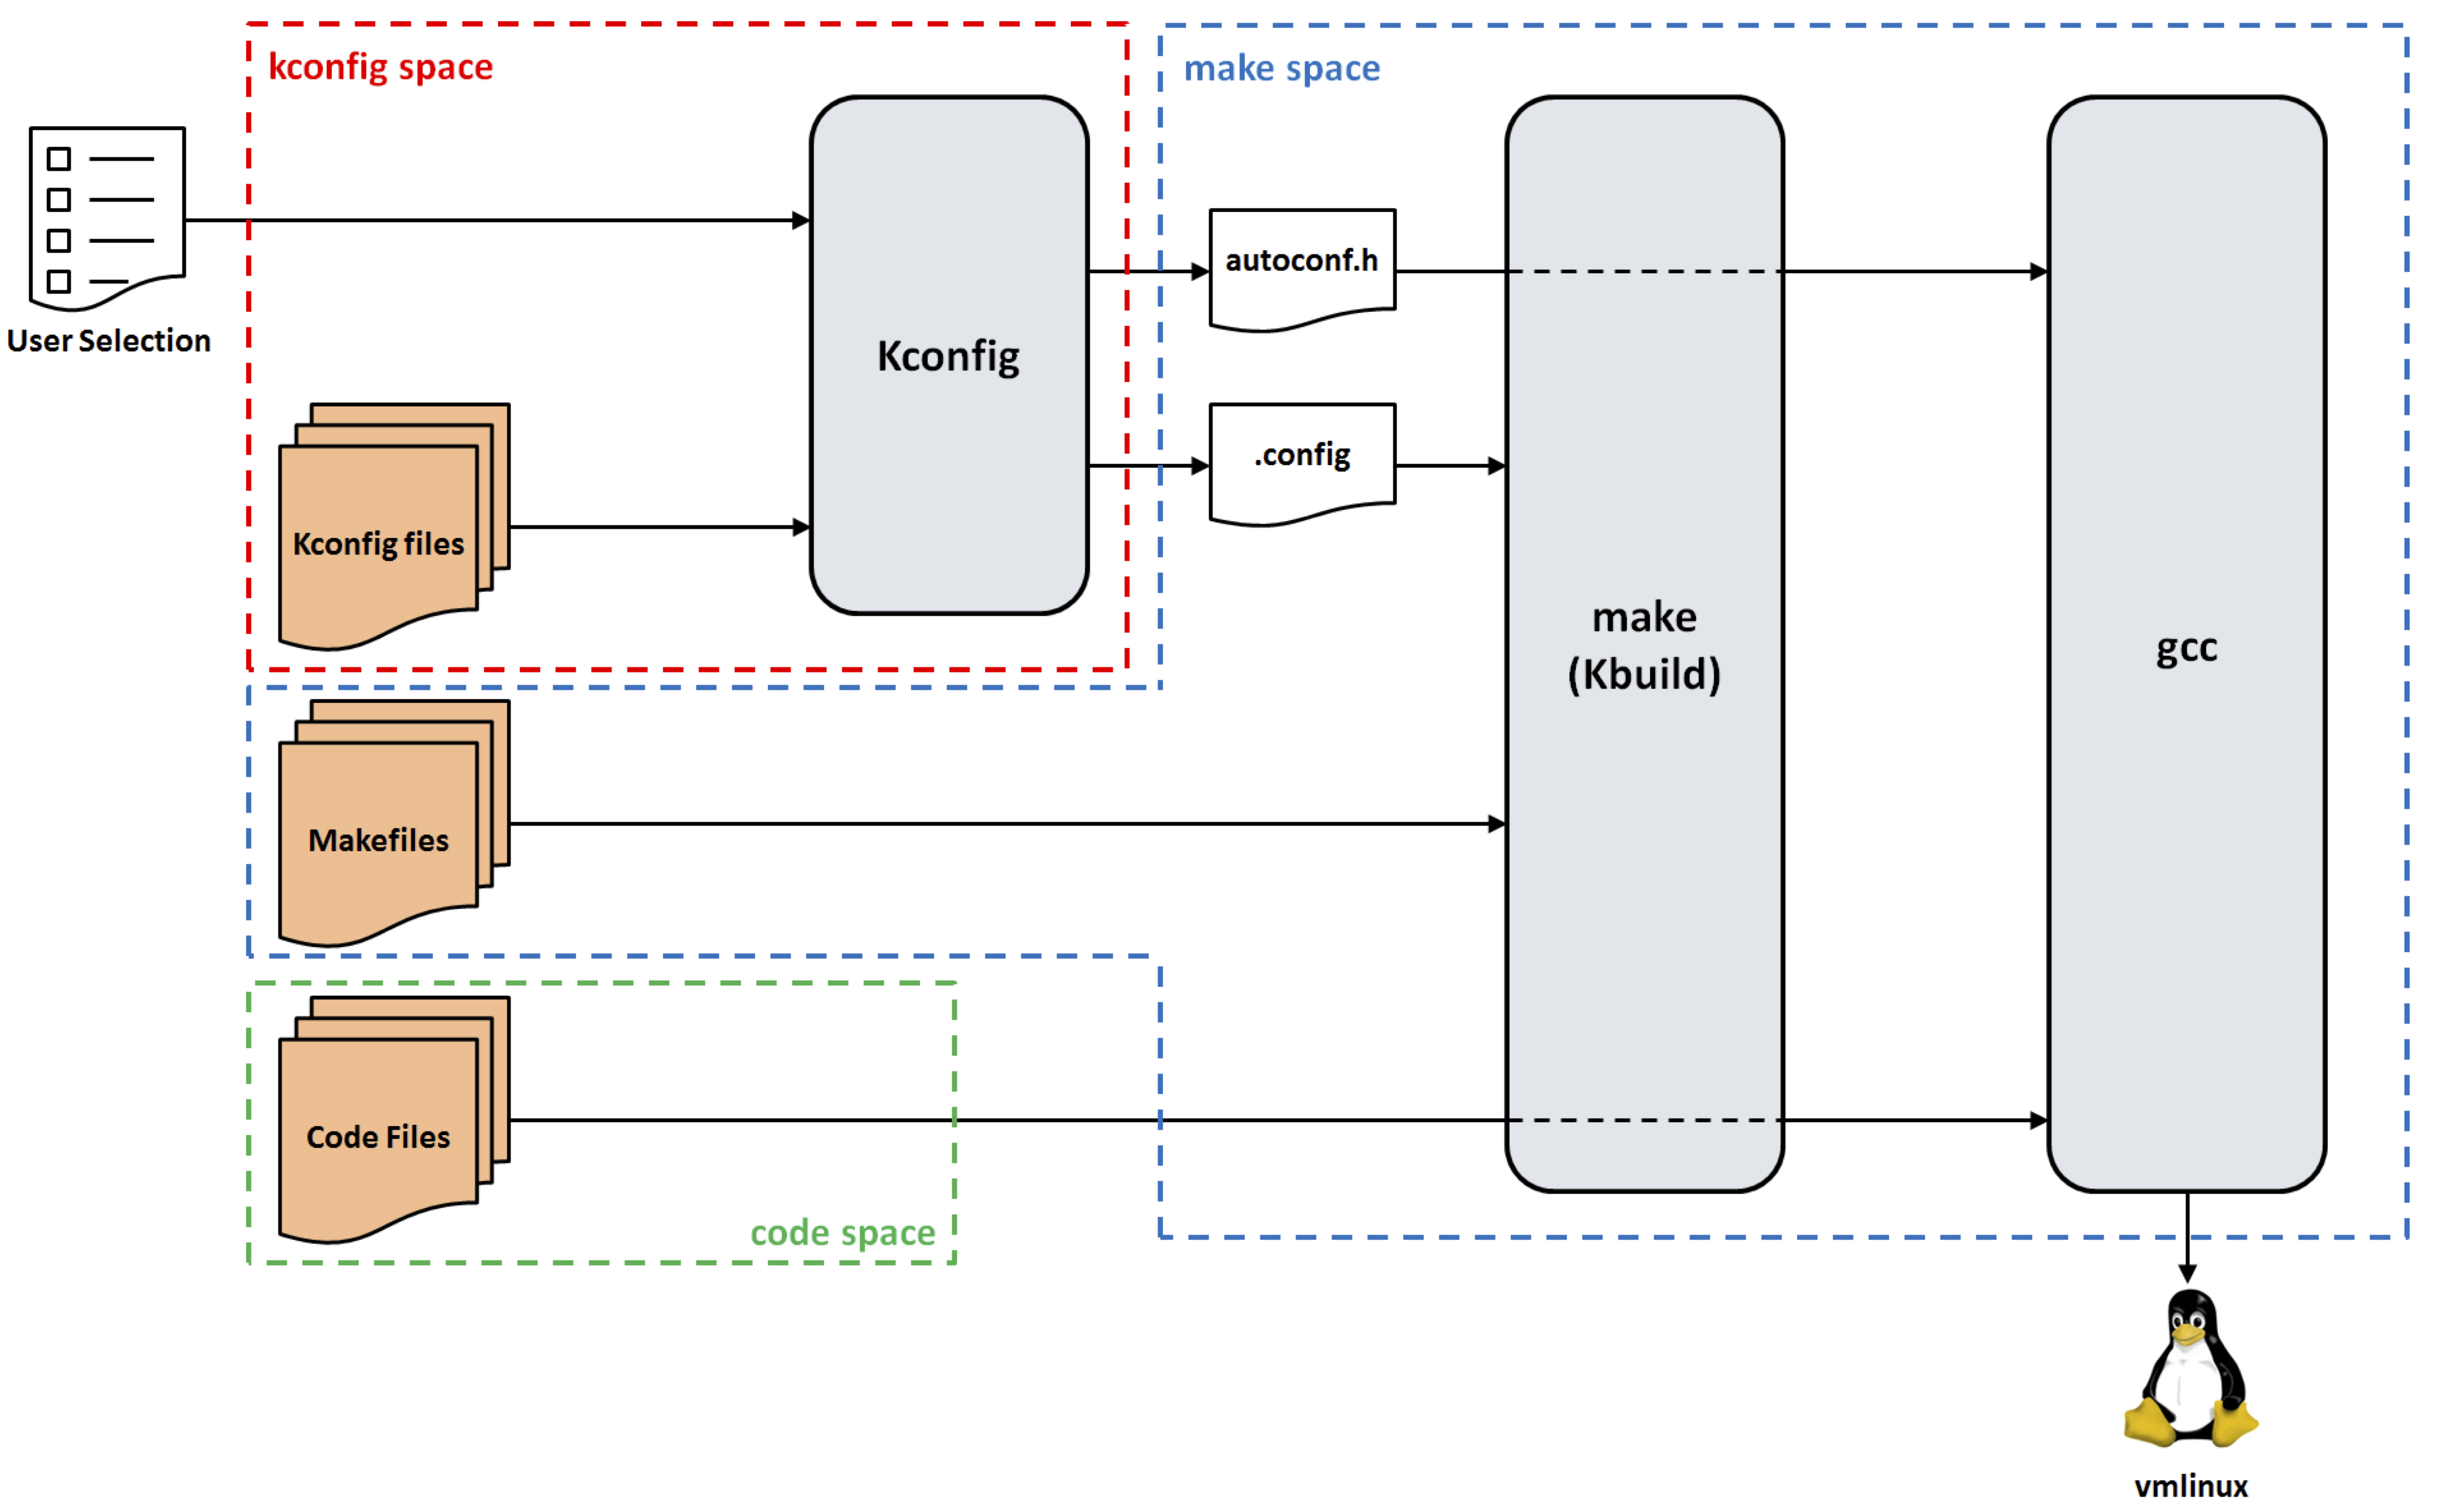 kconfig space
make space
User Selection
Kconfig
autoconf.h
.config
Kconfig files
make
(Kbuild)
gcc
Makefiles
Code Files
code space
vmlinux